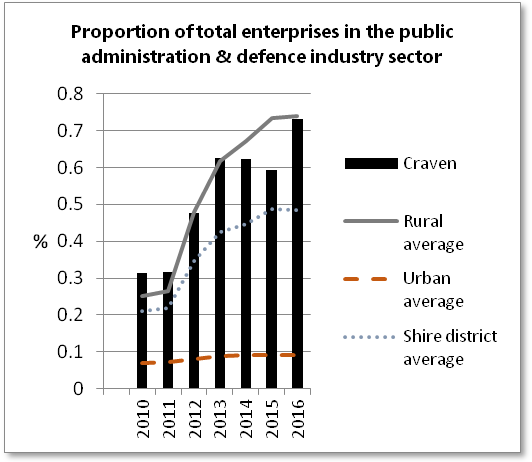 Proportion of total enterprises in the public
administration & defence industry sector
0.8
0.7
0.6
0.5
0.4
0.3
0.2
0.1
0
%
2010
2011
2012
2013
2014
2015
2016
Craven
Rural
average
Urban
average
Shire district
average